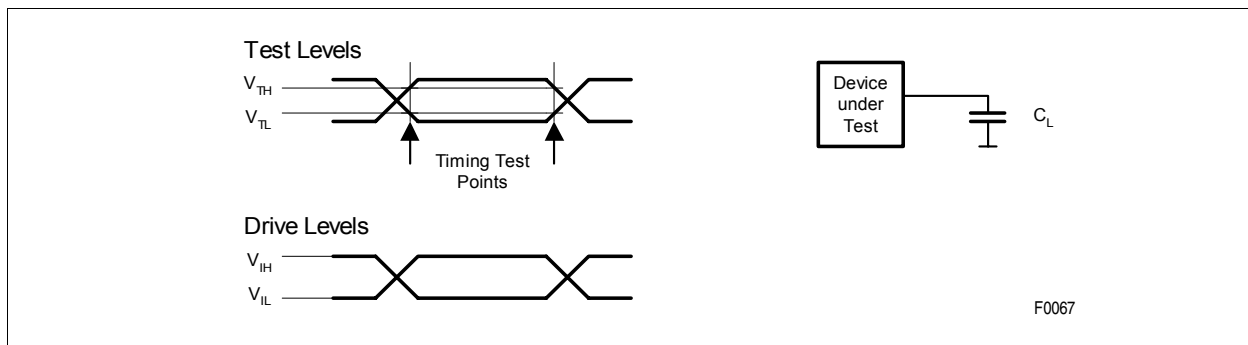 Test Levels
V_TH
V_TL
Timing Test
Points
Drive Levels
V_IH
V_IL
Device
under
Test
C_L
F0067